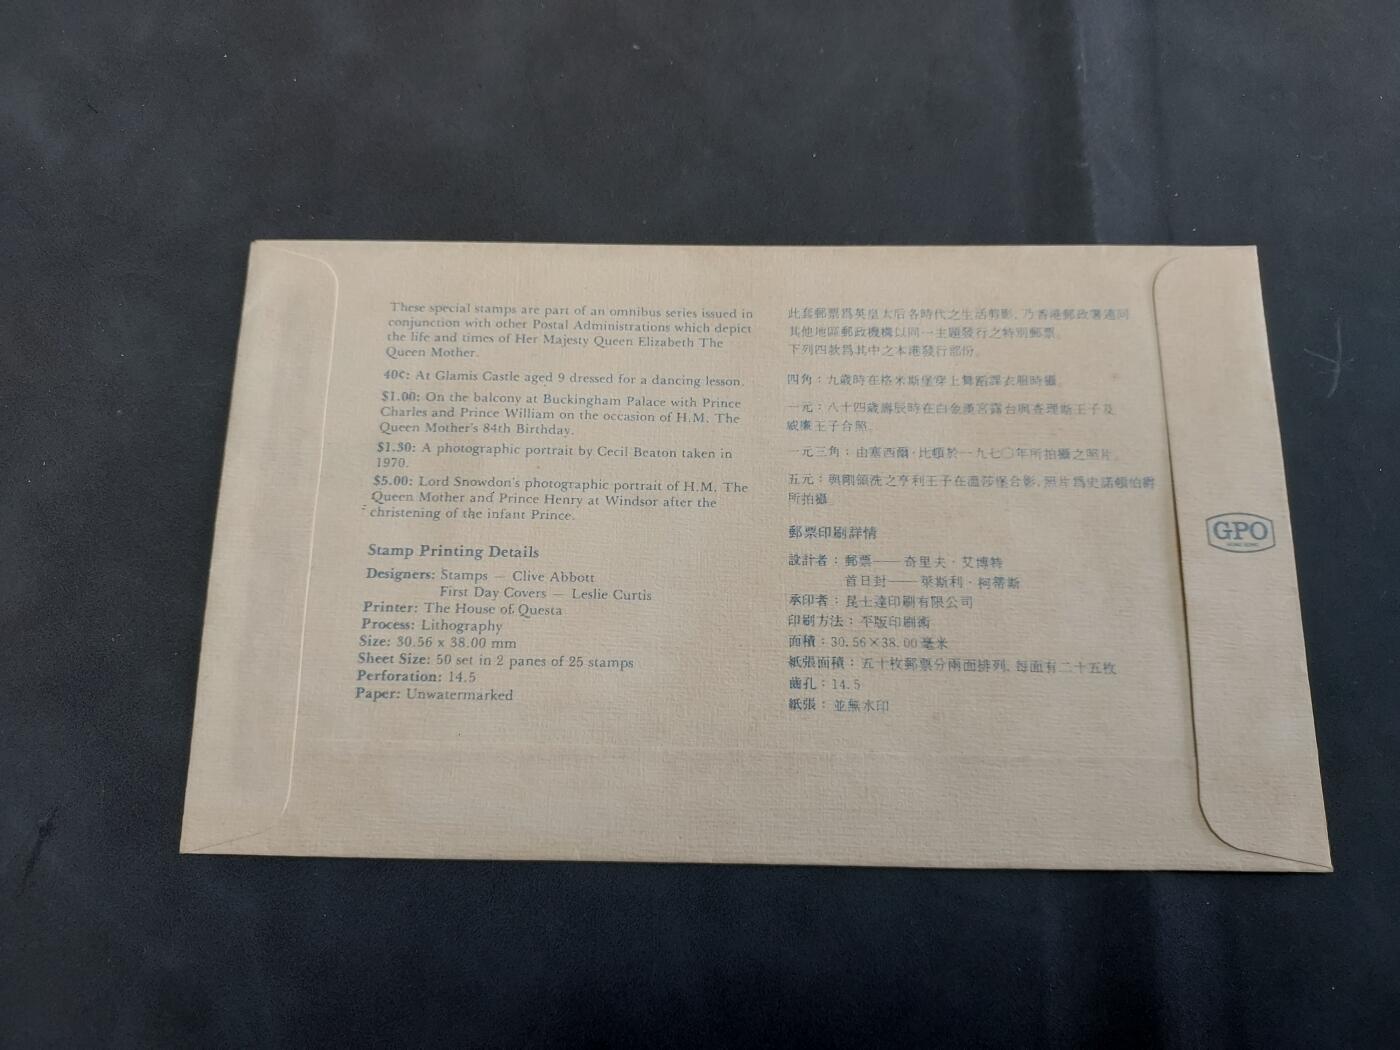 These special stamps are part of an omnibus series issued in
conjunction with other Postal Administrations which depict
the life and times of Her Majesty Queen Elizabeth The
Queen Mother.
40¢: At Glamis Castle aged 9 dressed for a dancing lesson.
$1.00: On the balcony at Buckingham Palace with Prince
Charles and Prince William on the occasion of H.M. The
Queen Mother's 84th Birthday.
$1.30: A photographic portrait by Cecil Beaton taken in
1970.
$5.00: Lord Snowdon's photographic portrait of H.M. The
Queen Mother and Prince Henry at Windsor after the
christening of the infant Prince.
Stamp Printing Details
Designers: Stamps — Clive Abbott
First Day Covers — Leslie Curtis
Printer: The House of Questa
Process: Lithography
Size: 30.56 x 38.00 mm
Sheet Size: 50 set in 2 panes of 25 stamps
Perforation: 14.5
Paper: Unwatermarked
此套郵票爲英皇太后各時代之生活剪影，乃香港郵政署連同
其他地區郵政機構以同一主題發行之特別郵票。
下列四款爲其中之本港發行部份。
四角：九歲時在格米斯堡穿上舞蹈課衣服時攝。
一元：八十四歲壽辰時在白金漢宮露台與查理斯王子及
威廉王子合照。
一元三角：由塞西爾·比頓於一九七〇年所拍攝之照片。
五元：與剛領洗之亨利王子在溫莎堡合影，照片爲史諾頓伯爵
所拍攝。
郵票印刷詳情
設計者：郵票——奇里夫·艾博特
首日封——萊斯利·柯蒂斯
承印者：昆士達印刷有限公司
印刷方法：平版印刷術
面積：30.56×38.00毫米
紙張面積：五十枚郵票分兩面排列，每面有二十五枚
齒孔：14.5
紙張：並無水印
GPO
HONG KONG